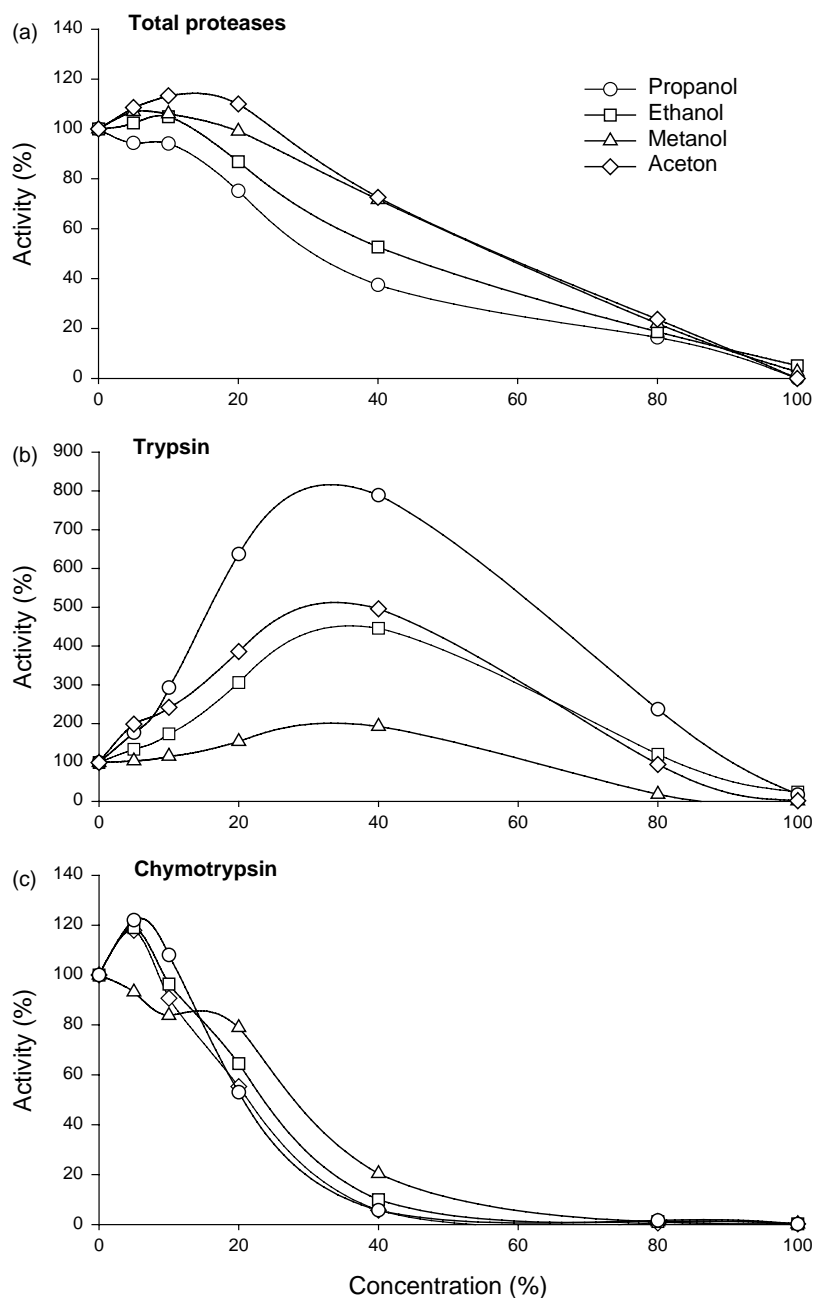 (a) Total proteases
140
120
100
80
60
40
20
0
Activity (%)
Propanol
Ethanol
Metanol
Aceton
0 20 40 60 80 100
(b) Trypsin
900
800
700
600
500
400
300
200
100
0
Activity (%)
0 20 40 60 80 100
(c) Chymotrypsin
140
120
100
80
60
40
20
0
Activity (%)
0 20 40 60 80 100
Concentration (%)